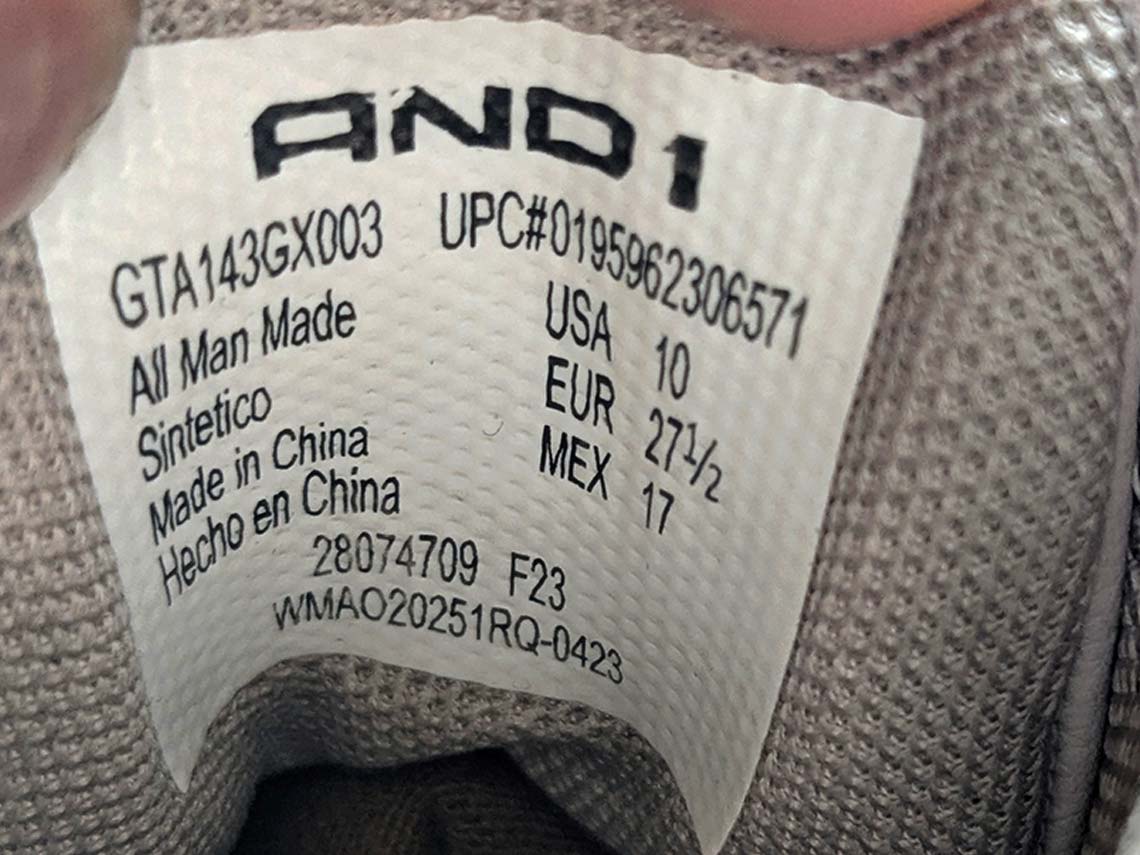 AND1
GTA143GX003 UPC#0195962306571
All Man Made USA 10
Sintetico EUR 27½
Made in China MEX 17
Hecho en China
28074709 F23
WMAO20251RQ-0423